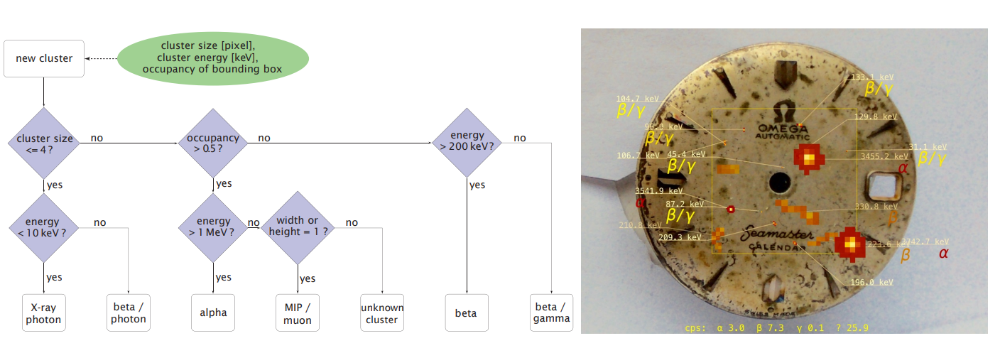 cluster size [pixel],
cluster energy [keV],
occupancy of bounding box
new cluster
cluster size
<= 4 ?
no
yes
occupancy
> 0.5 ?
no
yes
energy
> 200 keV?
no
yes
energy
< 10 keV ?
no
yes
energy
> 1 MeV ?
no
yes
width or
height = 1 ?
no
yes
X-ray
photon
beta /
photon
alpha
MIP /
muon
unknown
cluster
beta
beta /
gamma
133.1 keV
β/γ
104.7 keV
β/γ
129.8 keV
96.9 keV
β/γ
Ω
OMEGA
AUTOMATIC
31.1 keV
β/γ
106.7
45.4 keV
β/γ
3455.2 keV
α
3541.9 keV
α
87.2 keV
β/γ
330.8 keV
β
210.8 keV
209.3 keV
Seamaster
CALENDAR
3742.7 keV
β
α
196.0 keV
SWISS MADE
cps: α 3.0 β 7.3 γ 0.1 ? 25.9